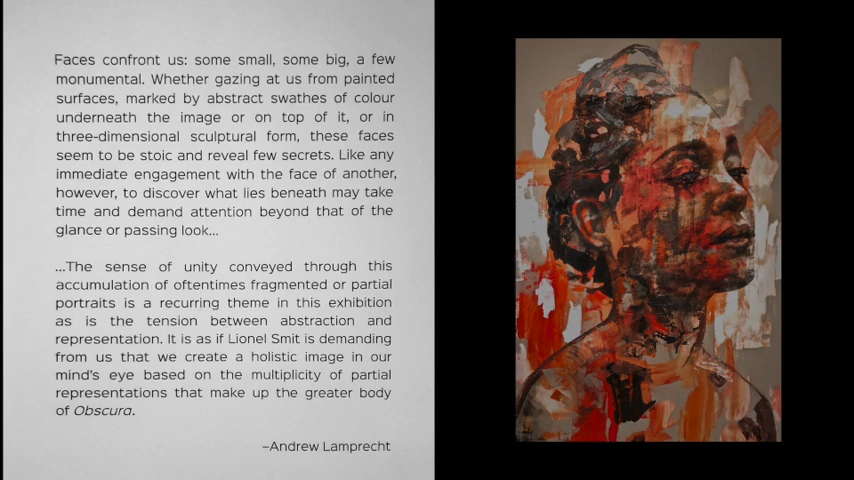 Faces confront us: some small, some big, a few
monumental. Whether gazing at us from painted
surfaces, marked by abstract swathes of colour
underneath the image or on top of it, or in
three-dimensional sculptural form, these faces
seem to be stoic and reveal few secrets. Like any
immediate engagement with the face of another,
however, to discover what lies beneath may take
time and demand attention beyond that of the
glance or passing look...
...The sense of unity conveyed through this
accumulation of oftentimes fragmented or partial
portraits is a recurring theme in this exhibition
as is the tension between abstraction and
representation. It is as if Lionel Smit is demanding
from us that we create a holistic image in our
mind's eye based on the multiplicity of partial
representations that make up the greater body
of Obscura.
–Andrew Lamprecht